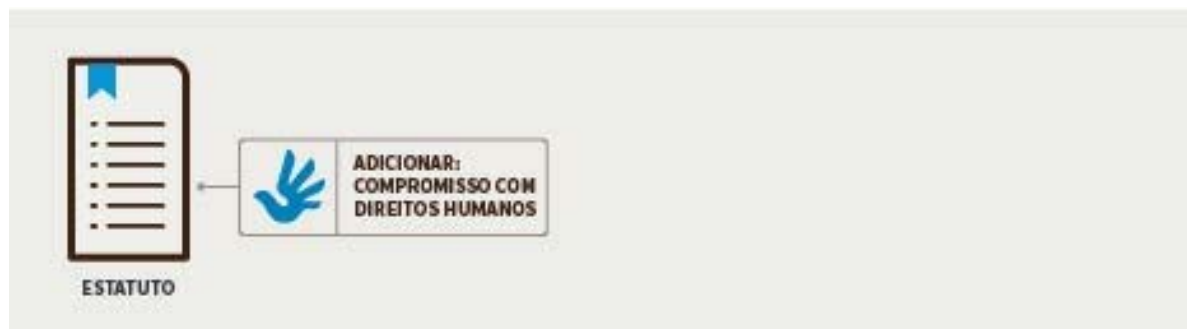 ADICIONAR:
COMPROMISSO COM
DIREITOS HUMANOS
ESTATUTO